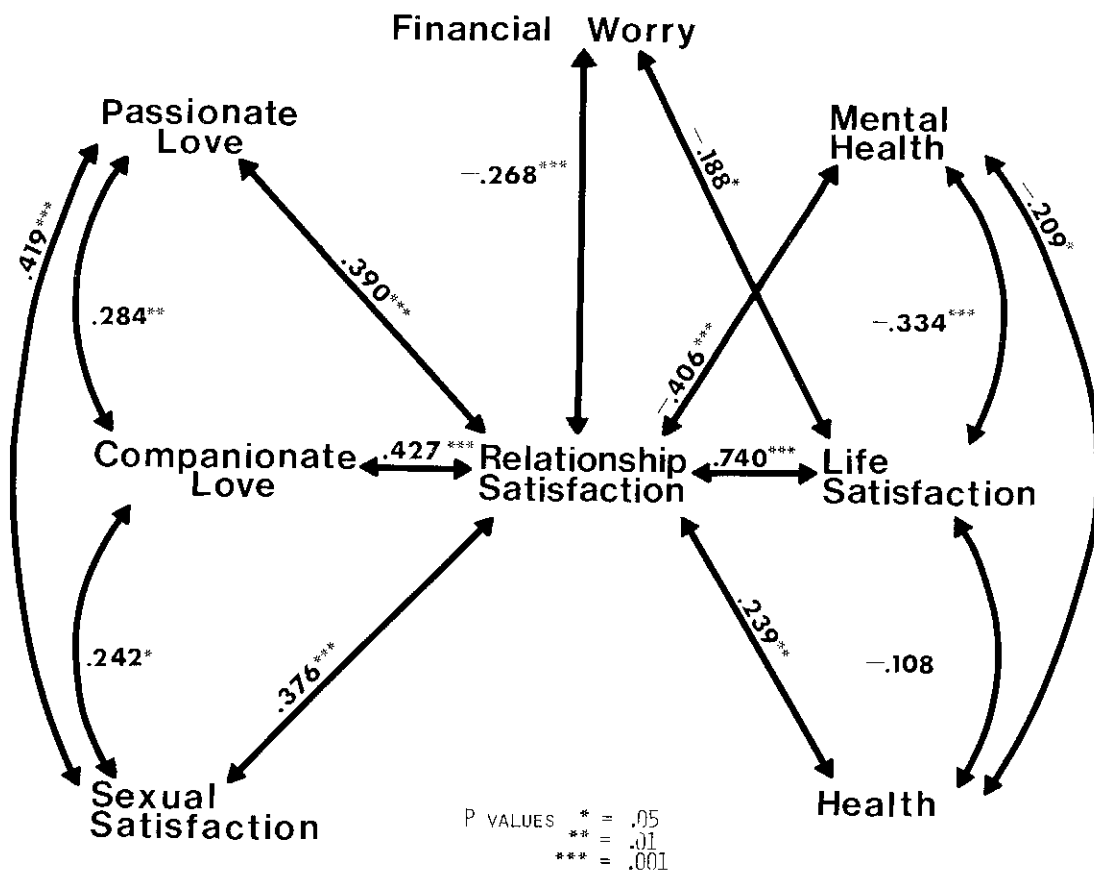 Financial Worry
Passionate
Love
Mental
Health
-.268***
-.188*
-.209*
.419***
.390***
.284**
-.334***
-.406***
Companionate
Love
.427***
Relationship
Satisfaction
.740***
Life
Satisfaction
.242*
.376***
.239**
-.108
Sexual
Satisfaction
Health
P VALUES * = .05
** = .01
*** = .001